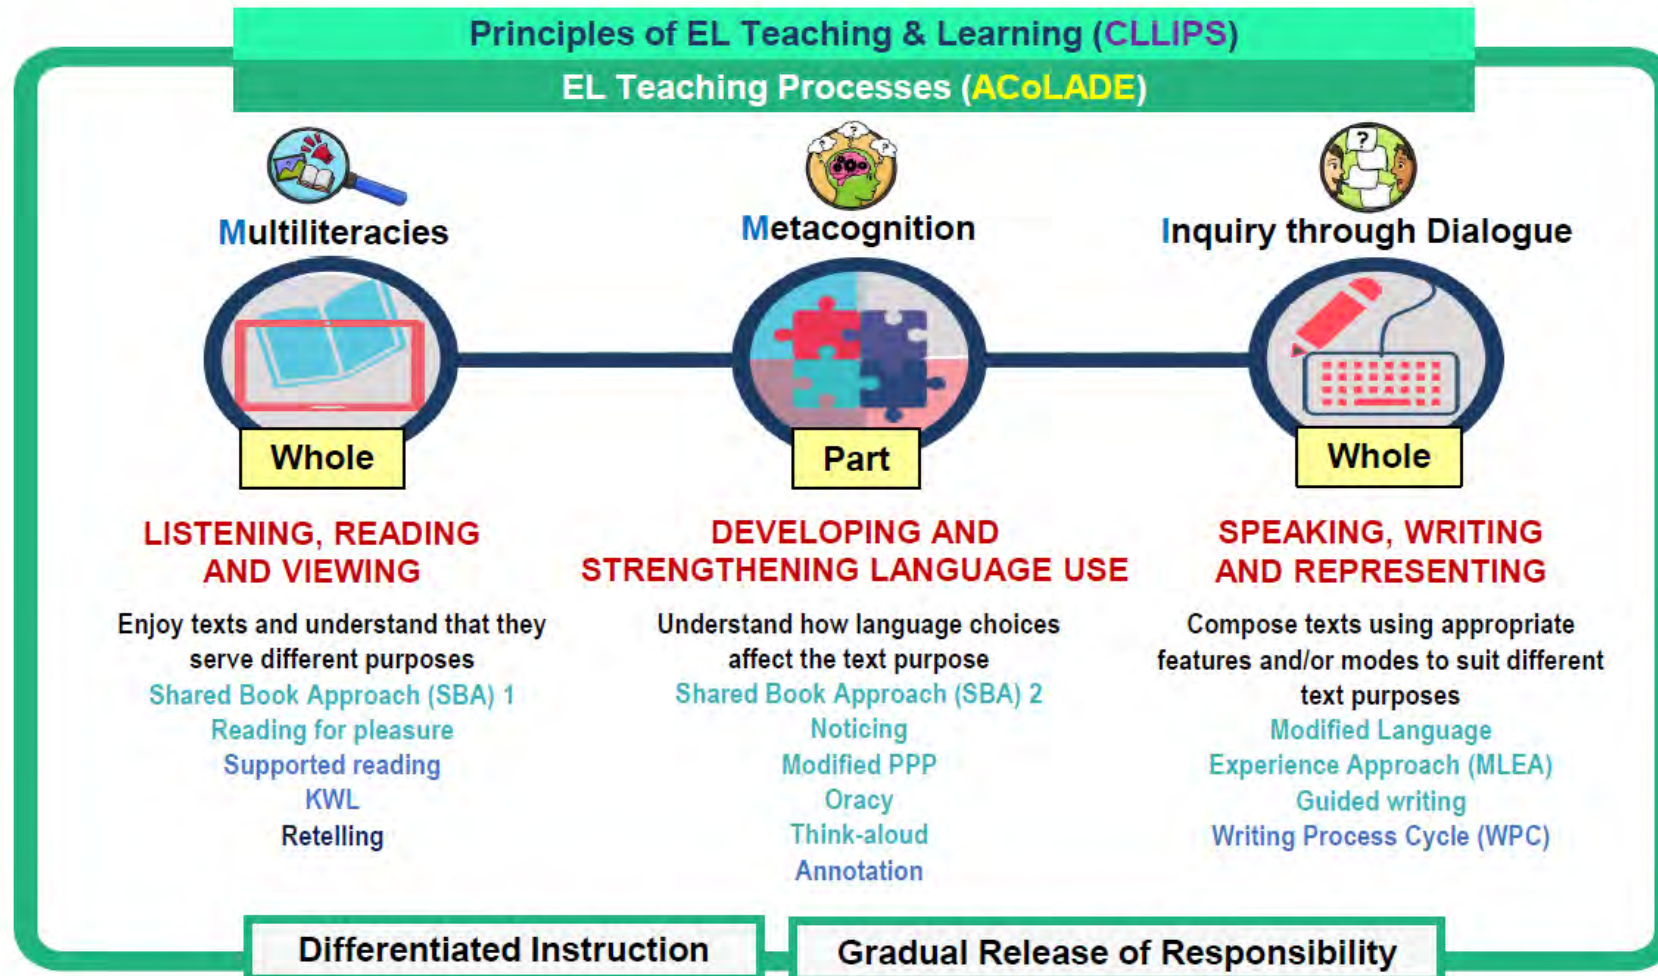 Principles of EL Teaching & Learning (CLLIPS)
EL Teaching Processes (ACoLADE)
Multiliteracies
Whole
LISTENING, READING
AND VIEWING
Enjoy texts and understand that they
serve different purposes
Shared Book Approach (SBA) 1
Reading for pleasure
Supported reading
KWL
Retelling
?
?
?
Metacognition
Part
DEVELOPING AND
STRENGTHENING LANGUAGE USE
Understand how language choices
affect the text purpose
Shared Book Approach (SBA) 2
Noticing
Modified PPP
Oracy
Think-aloud
Annotation
?
Inquiry through Dialogue
Whole
SPEAKING, WRITING
AND REPRESENTING
Compose texts using appropriate
features and/or modes to suit different
text purposes
Modified Language
Experience Approach (MLEA)
Guided writing
Writing Process Cycle (WPC)
Differentiated Instruction
Gradual Release of Responsibility